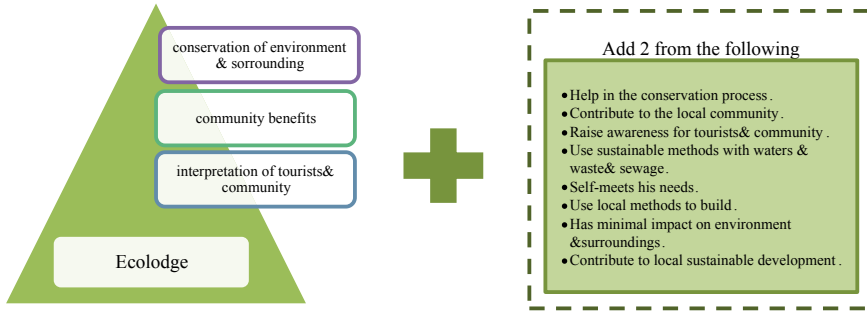 conservation of environment
& sorrounding
community benefits
interpretation of tourists&
community
Ecolodge
Add 2 from the following
• Help in the conservation process .
• Contribute to the local community .
• Raise awareness for tourists& community .
• Use sustainable methods with waters &
waste& sewage.
• Self-meets his needs.
• Use local methods to build .
• Has minimal impact on environment
&surroundings.
• Contribute to local sustainable development .